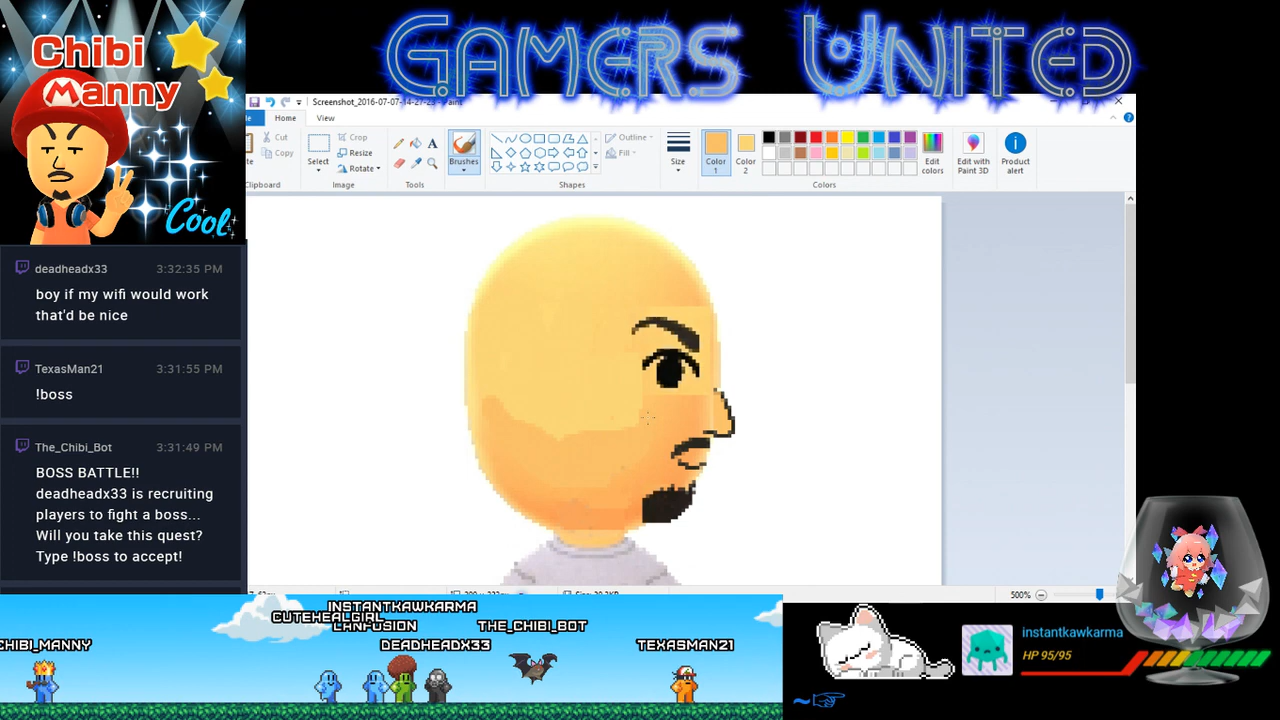 Chibi
Manny
Cool
GAMERS UNITED
Screenshot_2016-07-07-14-27-23 - Paint
Home
View
Cut
Copy
Clipboard
Select
Crop
Resize
Rotate
Image
A
Tools
Brushes
Shapes
Outline
Fill
Size
Color
1
Color
2
Colors
Edit
colors
Edit with
Paint 3D
Product
alert
deadheadx33 3:32:35 PM
boy if my wifi would work
that'd be nice
TexasMan21 3:31:55 PM
!boss
The_Chibi_Bot 3:31:49 PM
BOSS BATTLE!!
deadheadx33 is recruiting
players to fight a boss...
Will you take this quest?
Type !boss to accept!
500%
CHIBI_MANNY
INSTANTKAWKARMA
CUTEHEALGIRL
DEADHEADX33
THE_CHIBI_BOT
TEXASMAN21
instantkawkarma
HP 95/95